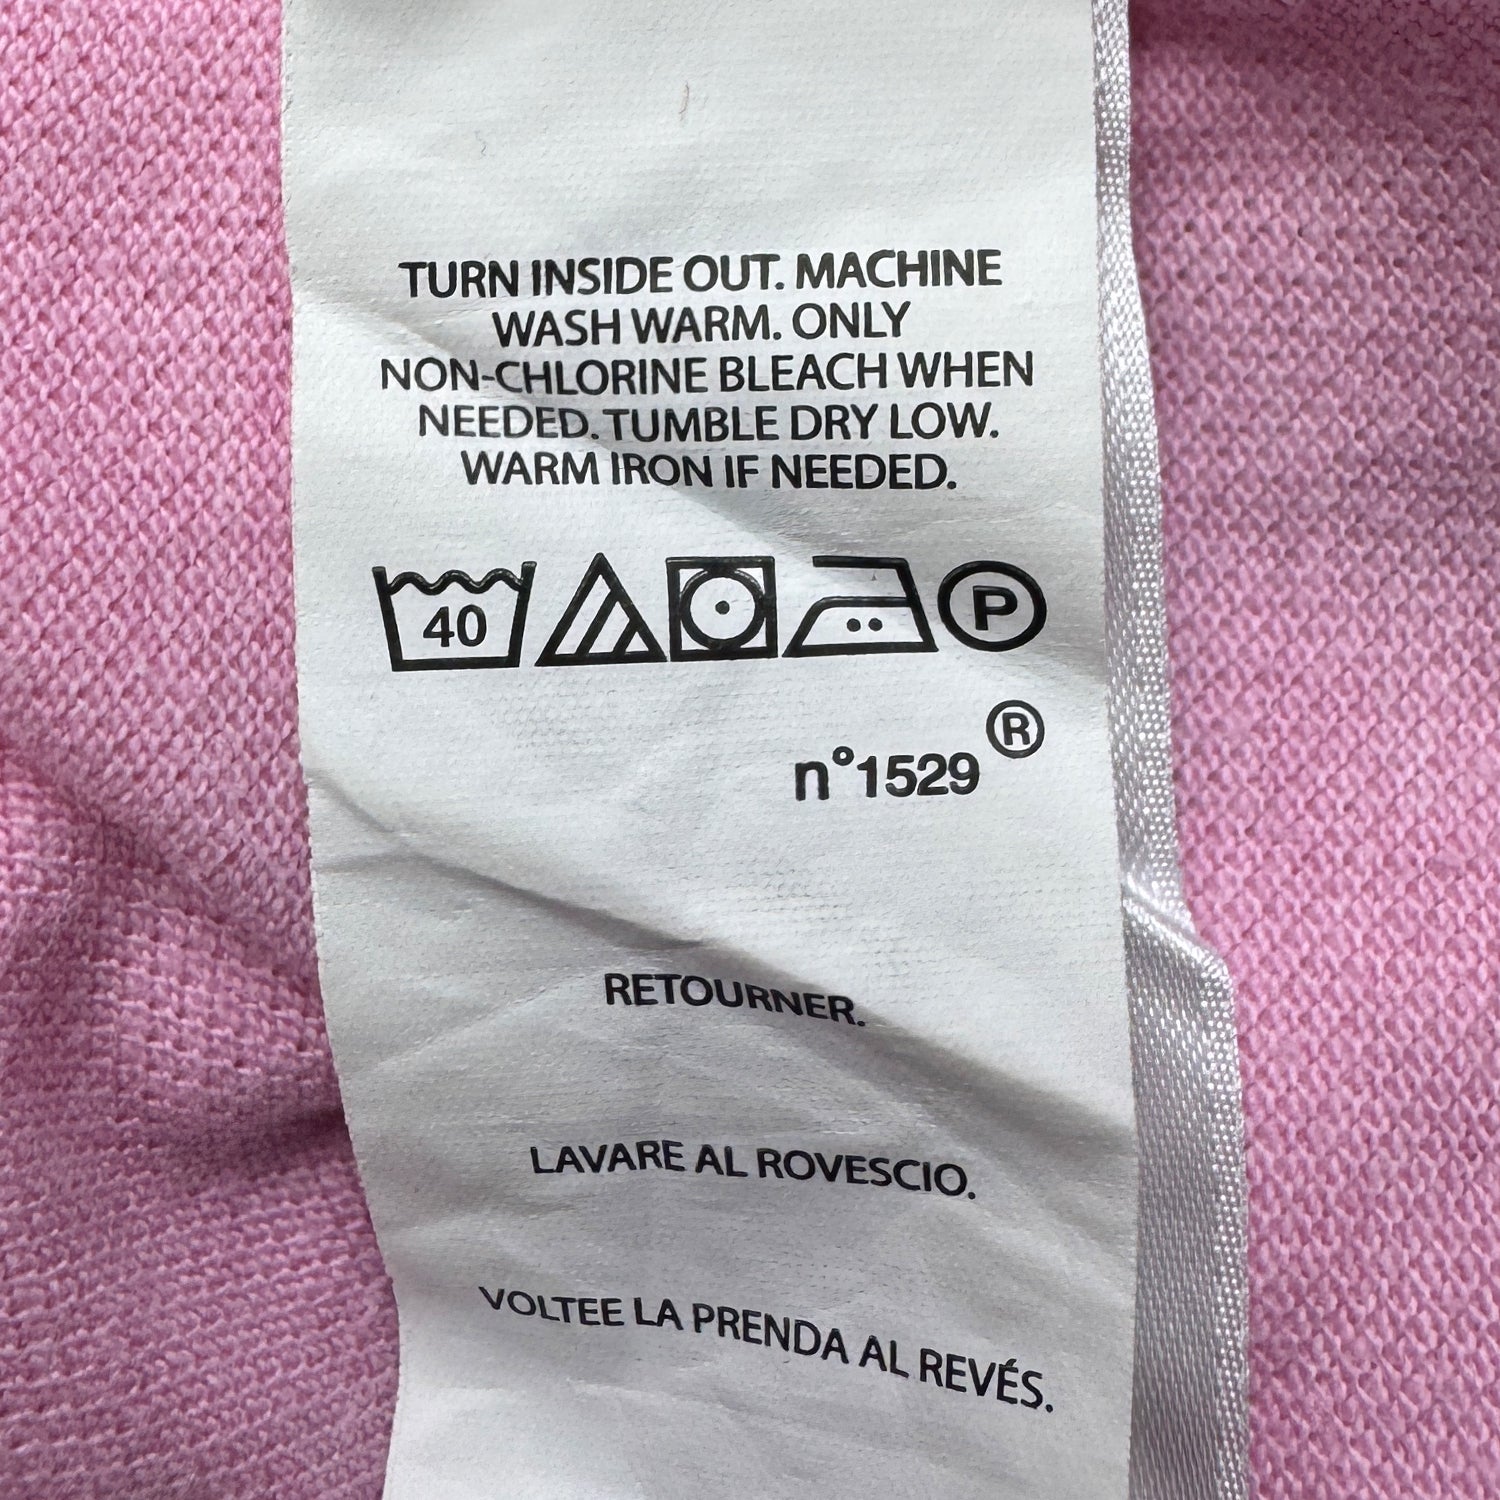 TURN INSIDE OUT. MACHINE
WASH WARM. ONLY
NON-CHLORINE BLEACH WHEN
NEEDED. TUMBLE DRY LOW.
WARM IRON IF NEEDED.
40 P
n°1529 ®
RETOURNER.
LAVARE AL ROVESCIO.
VOLTEE LA PRENDA AL REVÉS.